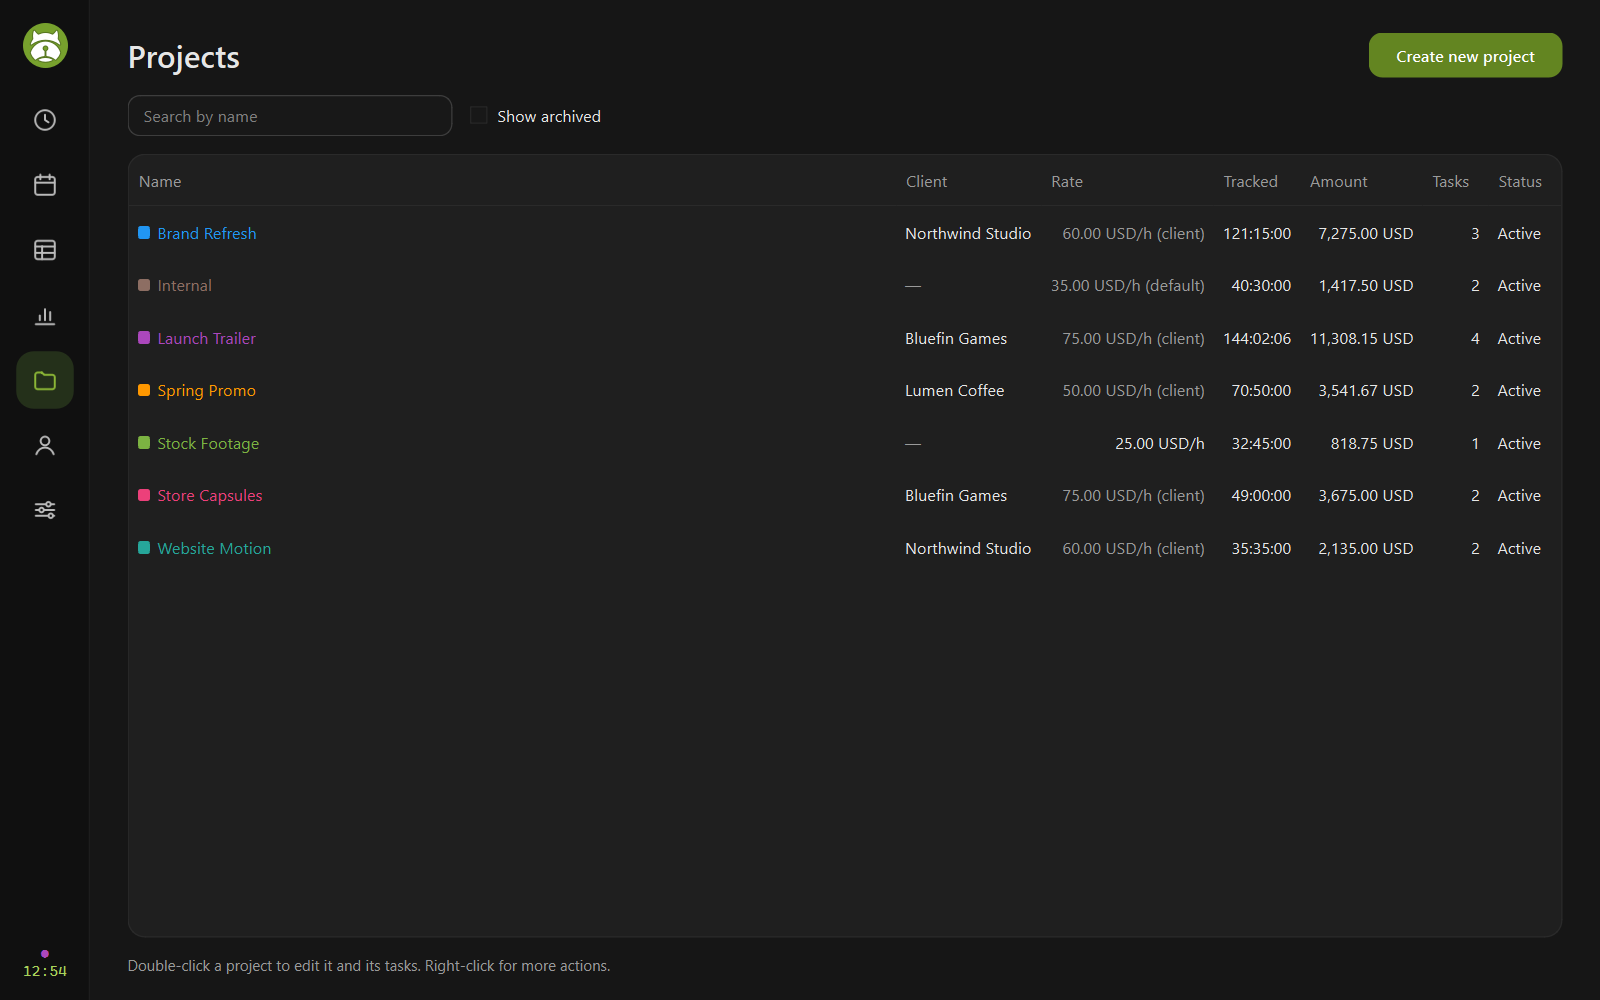 Projects
Create new project
Search by name
Show archived
Name Client Rate Tracked Amount Tasks Status
Brand Refresh Northwind Studio 60.00 USD/h (client) 121:15:00 7,275.00 USD 3 Active
Internal — 35.00 USD/h (default) 40:30:00 1,417.50 USD 2 Active
Launch Trailer Bluefin Games 75.00 USD/h (client) 144:02:06 11,308.15 USD 4 Active
Spring Promo Lumen Coffee 50.00 USD/h (client) 70:50:00 3,541.67 USD 2 Active
Stock Footage — 25.00 USD/h 32:45:00 818.75 USD 1 Active
Store Capsules Bluefin Games 75.00 USD/h (client) 49:00:00 3,675.00 USD 2 Active
Website Motion Northwind Studio 60.00 USD/h (client) 35:35:00 2,135.00 USD 2 Active
Double-click a project to edit it and its tasks. Right-click for more actions.
12:54